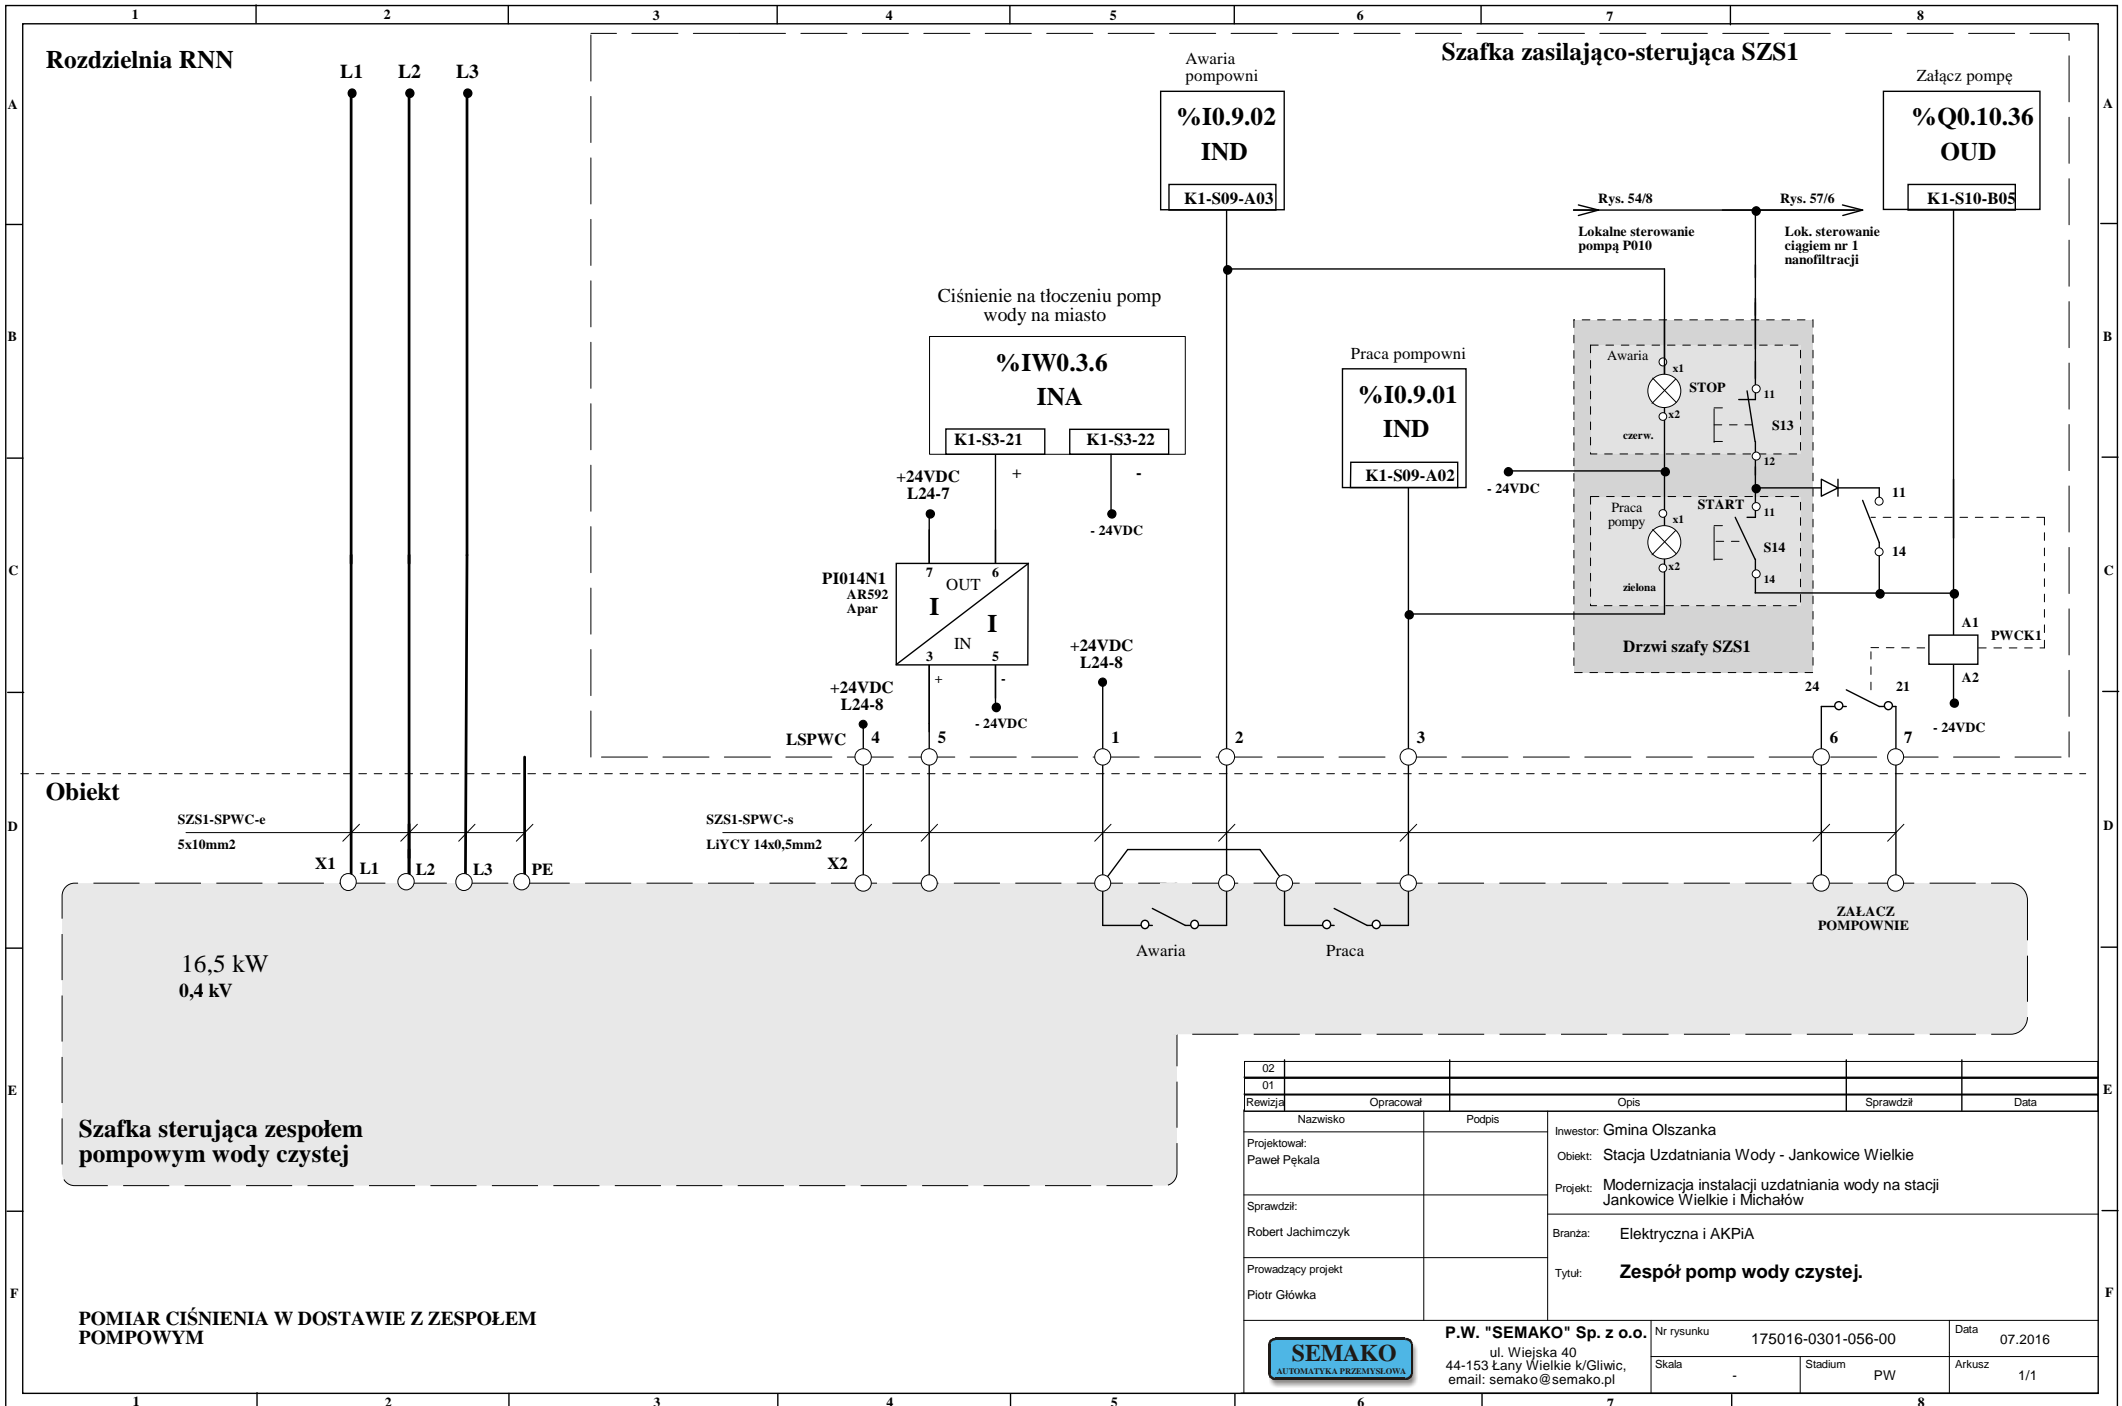 1 2 3 4 5 6 7 8
A
B
C
D
E
F
A
B
C
D
E
F
Rozdzielnia RNN
L1 L2 L3
Szafka zasilająco-sterująca SZS1
Awaria
pompowni
%I0.9.02
IND
K1-S09-A03
Załącz pompę
%Q0.10.36
OUD
K1-S10-B05
Rys. 54/8
Lokalne sterowanie
pompą P010
Rys. 57/6
Lok. sterowanie
ciągiem nr 1
nanofiltracji
Ciśnienie na tłoczeniu pomp
wody na miasto
%IW0.3.6
INA
K1-S3-21
K1-S3-22
+
-
+24VDC
L24-7
- 24VDC
Praca pompowni
%I0.9.01
IND
K1-S09-A02
- 24VDC
Awaria
x1
STOP
x2
czerw.
11
S13
12
Praca
pompy
x1
START
x2
zielona
11
S14
14
Drzwi szafy SZS1
11
14
A1
PWCK1
A2
- 24VDC
24
21
PI014N1
AR592
Apar
7
6
OUT
I
I
IN
3
5
+
-
- 24VDC
+24VDC
L24-8
+24VDC
L24-8
LSPWC
4
5
1
2
3
6
7
Obiekt
SZS1-SPWC-e
5x10mm2
X1
L1
L2
L3
PE
SZS1-SPWC-s
LiYCY 14x0,5mm2
X2
Awaria
Praca
ZAŁACZ
POMPOWNIE
16,5 kW
0,4 kV
Szafka sterująca zespołem
pompowym wody czystej
POMIAR CIŚNIENIA W DOSTAWIE Z ZESPOŁEM
POMPOWYM
02
01
Rewizja Opracował Opis Sprawdził Data
Nazwisko Podpis
Projektował:
Paweł Pękala
Sprawdził:
Robert Jachimczyk
Prowadzący projekt
Piotr Główka
Inwestor: Gmina Olszanka
Obiekt: Stacja Uzdatniania Wody - Jankowice Wielkie
Projekt: Modernizacja instalacji uzdatniania wody na stacji
Jankowice Wielkie i Michałów
Branża: Elektryczna i AKPiA
Tytuł: Zespół pomp wody czystej.
SEMAKO
AUTOMATYKA PRZEMYSŁOWA
P.W. "SEMAKO" Sp. z o.o.
ul. Wiejska 40
44-153 Łany Wielkie k/Gliwic,
email: semako@semako.pl
Nr rysunku 175016-0301-056-00
Data 07.2016
Skala -
Stadium PW
Arkusz 1/1
1 2 3 4 5 6 7 8